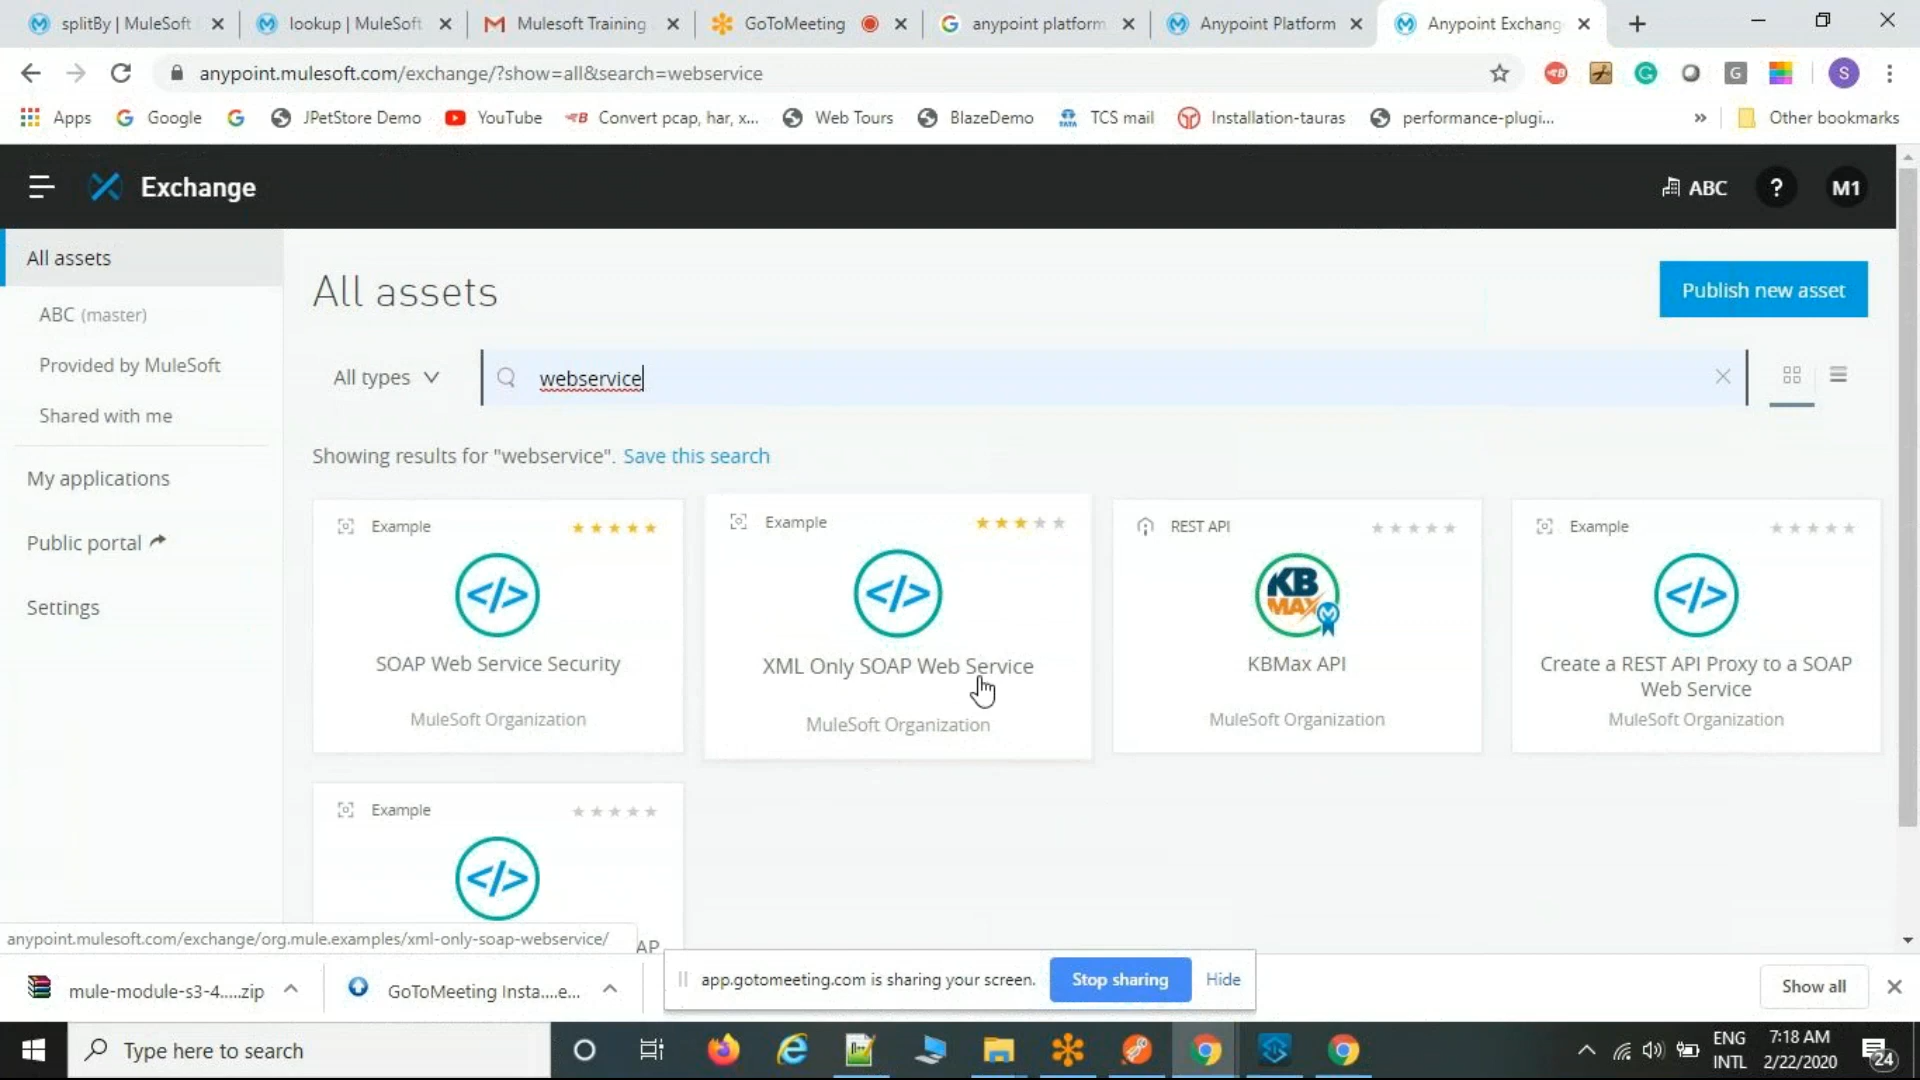 splitBy | MuleSoft
lookup | MuleSoft
Mulesoft Training
GoToMeeting
anypoint platform
Anypoint Platform
Anypoint Exchang
anypoint.mulesoft.com/exchange/?show=all&search=webservice
S
Apps
Google
JPetStore Demo
YouTube
Convert pcap, har, x...
Web Tours
BlazeDemo
TCS mail
Installation-tauras
performance-plugi...
»
Other bookmarks
Exchange
ABC
?
M1
All assets
ABC (master)
Provided by MuleSoft
Shared with me
My applications
Public portal
Settings
All assets
Publish new asset
All types
webservice
Showing results for "webservice". Save this search
Example
SOAP Web Service Security
MuleSoft Organization
Example
XML Only SOAP Web Service
MuleSoft Organization
REST API
KB
MAX
KBMax API
MuleSoft Organization
Example
Create a REST API Proxy to a SOAP
Web Service
MuleSoft Organization
Example
AP
anypoint.mulesoft.com/exchange/org.mule.examples/xml-only-soap-webservice/
mule-module-s3-4.....zip
GoToMeeting Insta....e...
app.gotomeeting.com is sharing your screen.
Stop sharing
Hide
Show all
Type here to search
ENG
INTL
7:18 AM
2/22/2020
24